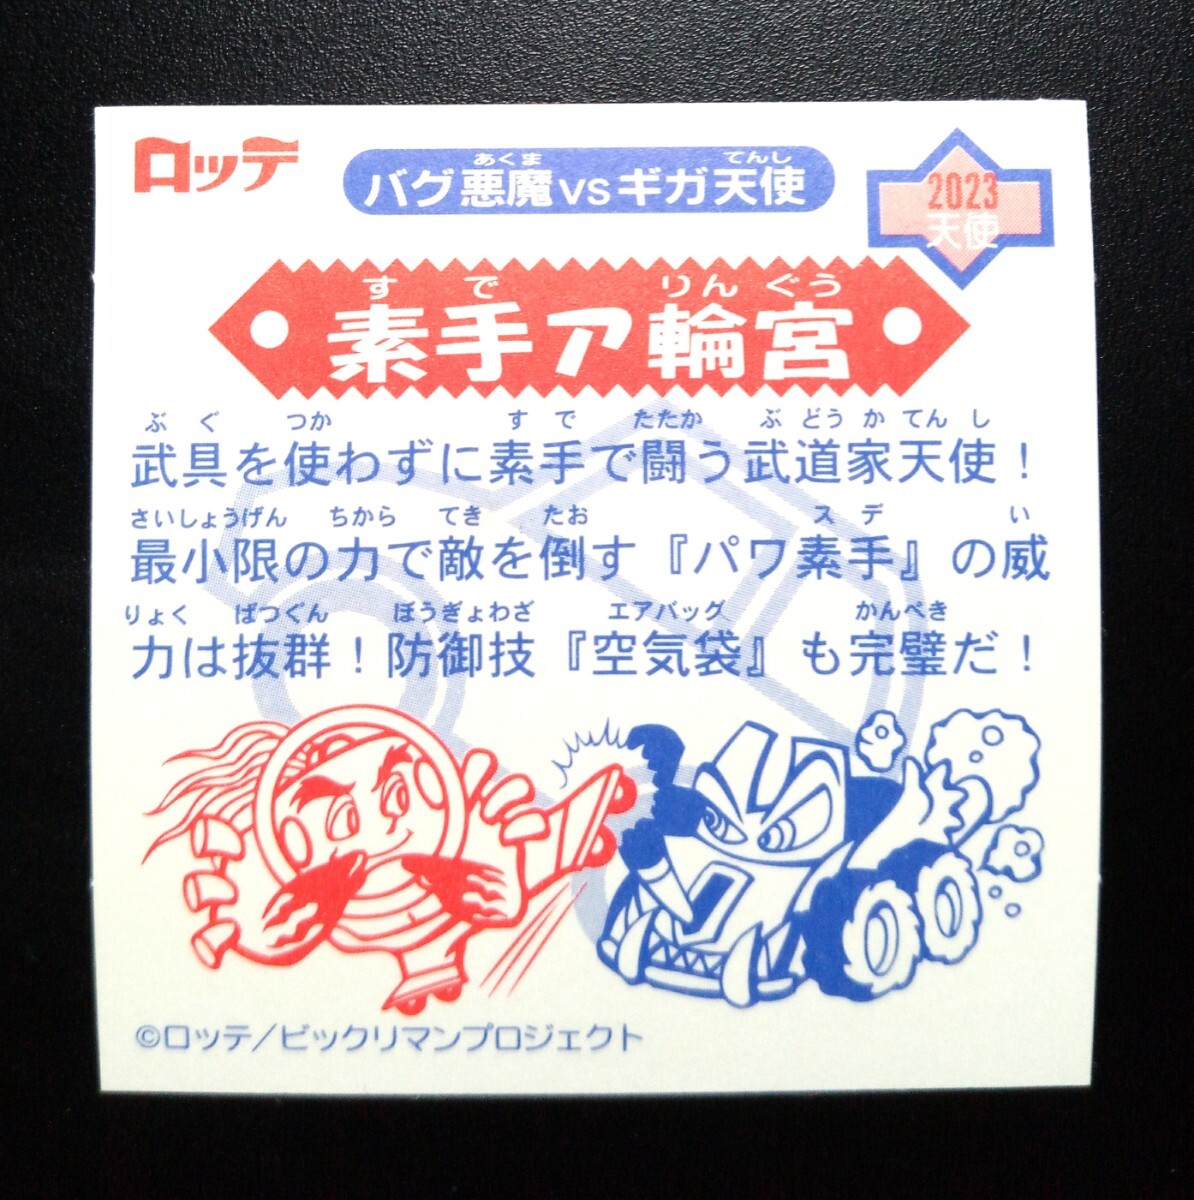 ロッテ
あくま てんし
バグ悪魔vsギガ天使
2023
天使
すで りんぐう
素手ア輪宮
ぶぐ つか すで たたか ぶどうか てんし
武具を使わずに素手で闘う武道家天使！
さいしょうげん ちから てき たお スデ い
最小限の力で敵を倒す『パワ素手』の威
りょく ばつぐん ぼうぎょわざ エアバッグ かんぺき
力は抜群！防御技『空気袋』も完璧だ！
©ロッテ/ビックリマンプロジェクト